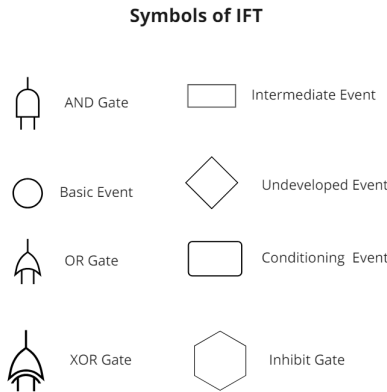 Symbols of IFT
AND Gate
Intermediate Event
Basic Event
Undeveloped Event
OR Gate
Conditioning Event
XOR Gate
Inhibit Gate